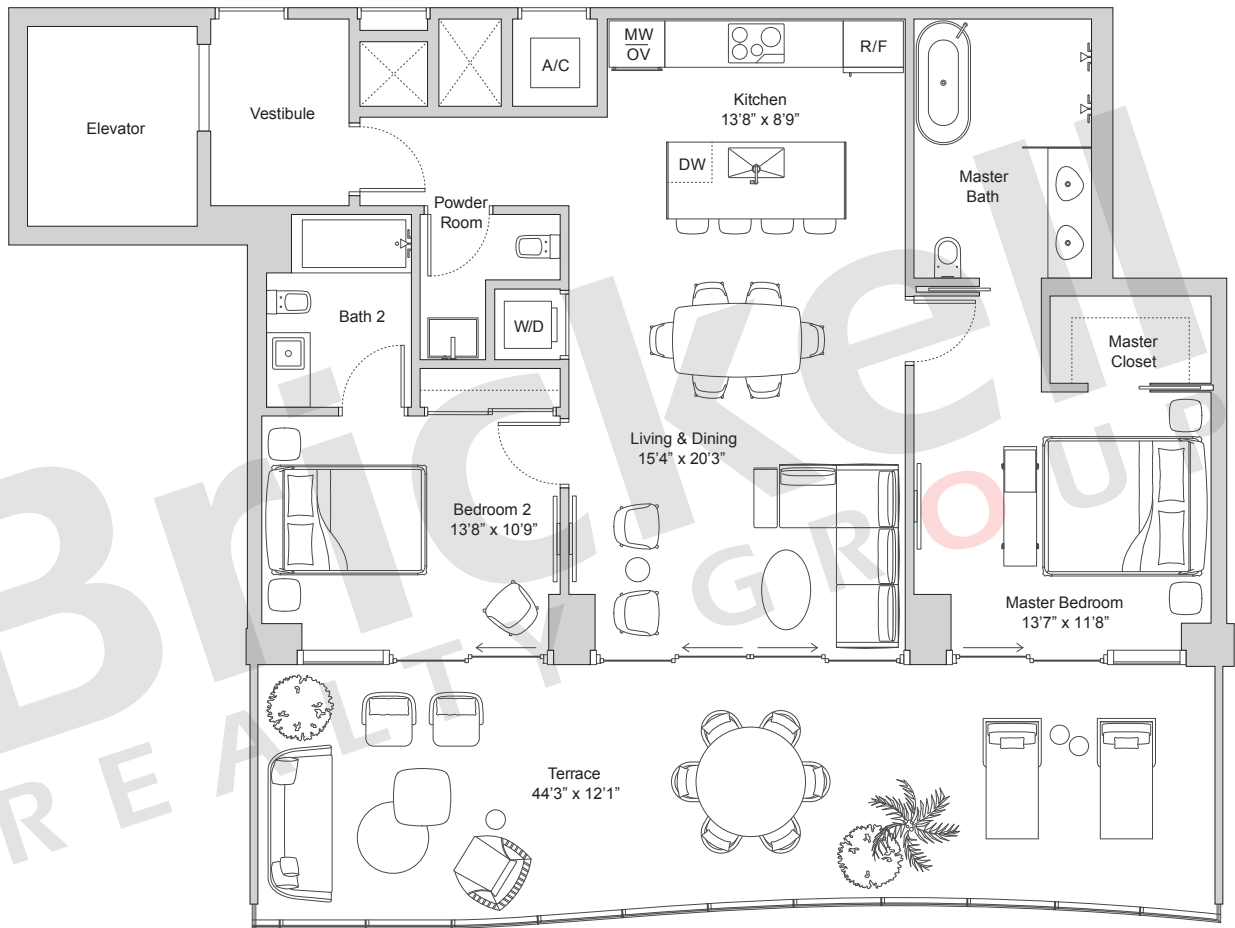 MW
OV
R/F
A/C
Kitchen
13'8” x 8'9”
Elevator
Vestibule
DW
Master
Bath
Powder
Room
Bath 2
W/D
Master
Closet
Living & Dining
15'4” x 20'3”
Bedroom 2
13'8” x 10'9”
Master Bedroom
13'7” x 11'8”
Terrace
44'3” x 12'1”
Brickell
REALTY GROUP